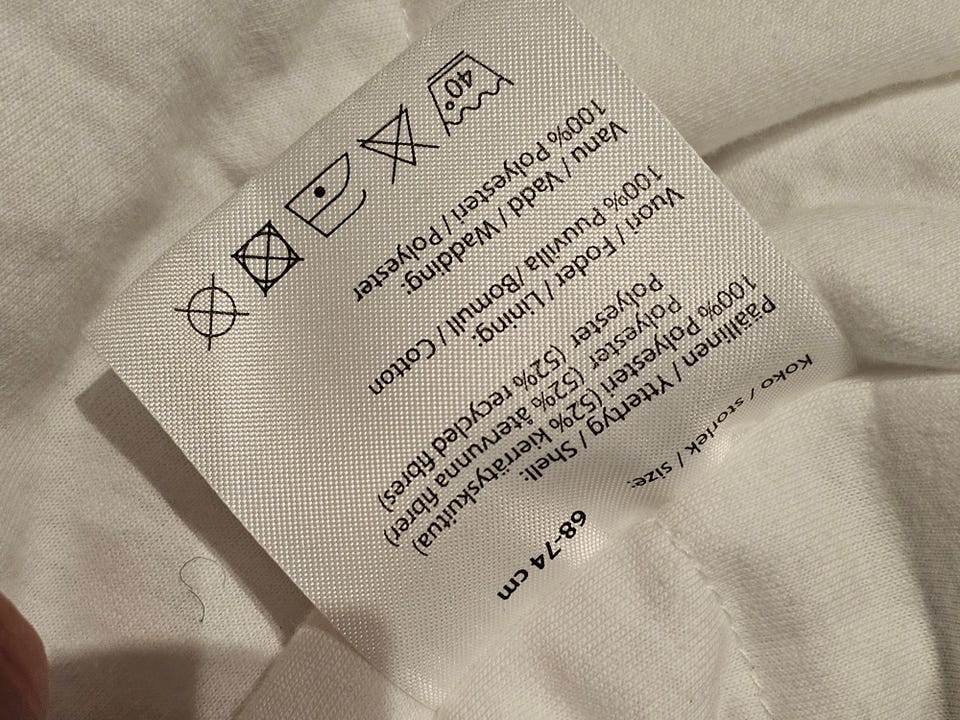 Koko / storlek / size:
68-74 cm
Päällinen / Yttertyg / Shell:
100% Polyesteri (52% kierrätyskuitua)
Polyester (52% återvunna fibrer)
Polyester (52% recycled fibres)
Vuori / Foder / Lining:
100% Puuvilla /Bomull / Cotton
Vanu / Vadd / Wadding:
100% Polyesteri / Polyester
40°